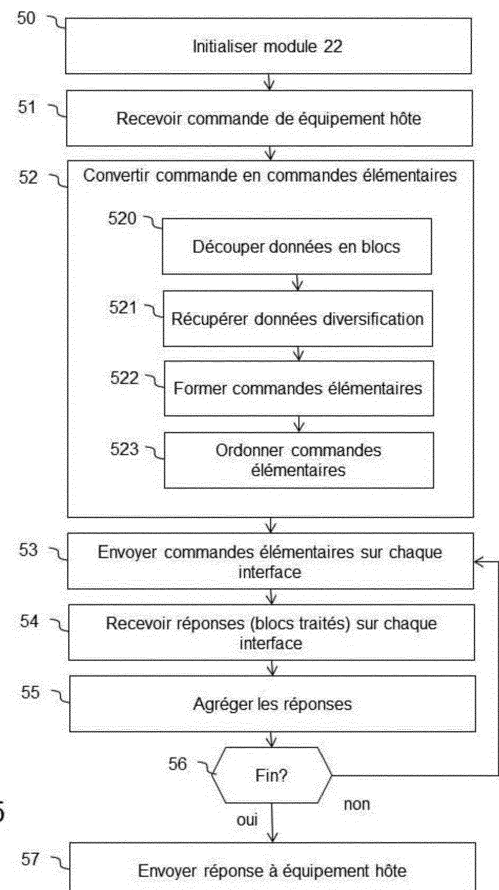 50
Initialiser module 22
51
Recevoir commande de équipement hôte
52
Convertir commande en commandes élémentaires
520
Découper données en blocs
521
Récupérer données diversification
522
Former commandes élémentaires
523
Ordonner commandes
élémentaires
53
Envoyer commandes élémentaires sur chaque
interface
54
Recevoir réponses (blocs traités) sur chaque
interface
55
Agréger les réponses
56
Fin?
non
oui
5
57
Envoyer réponse à équipement hôte